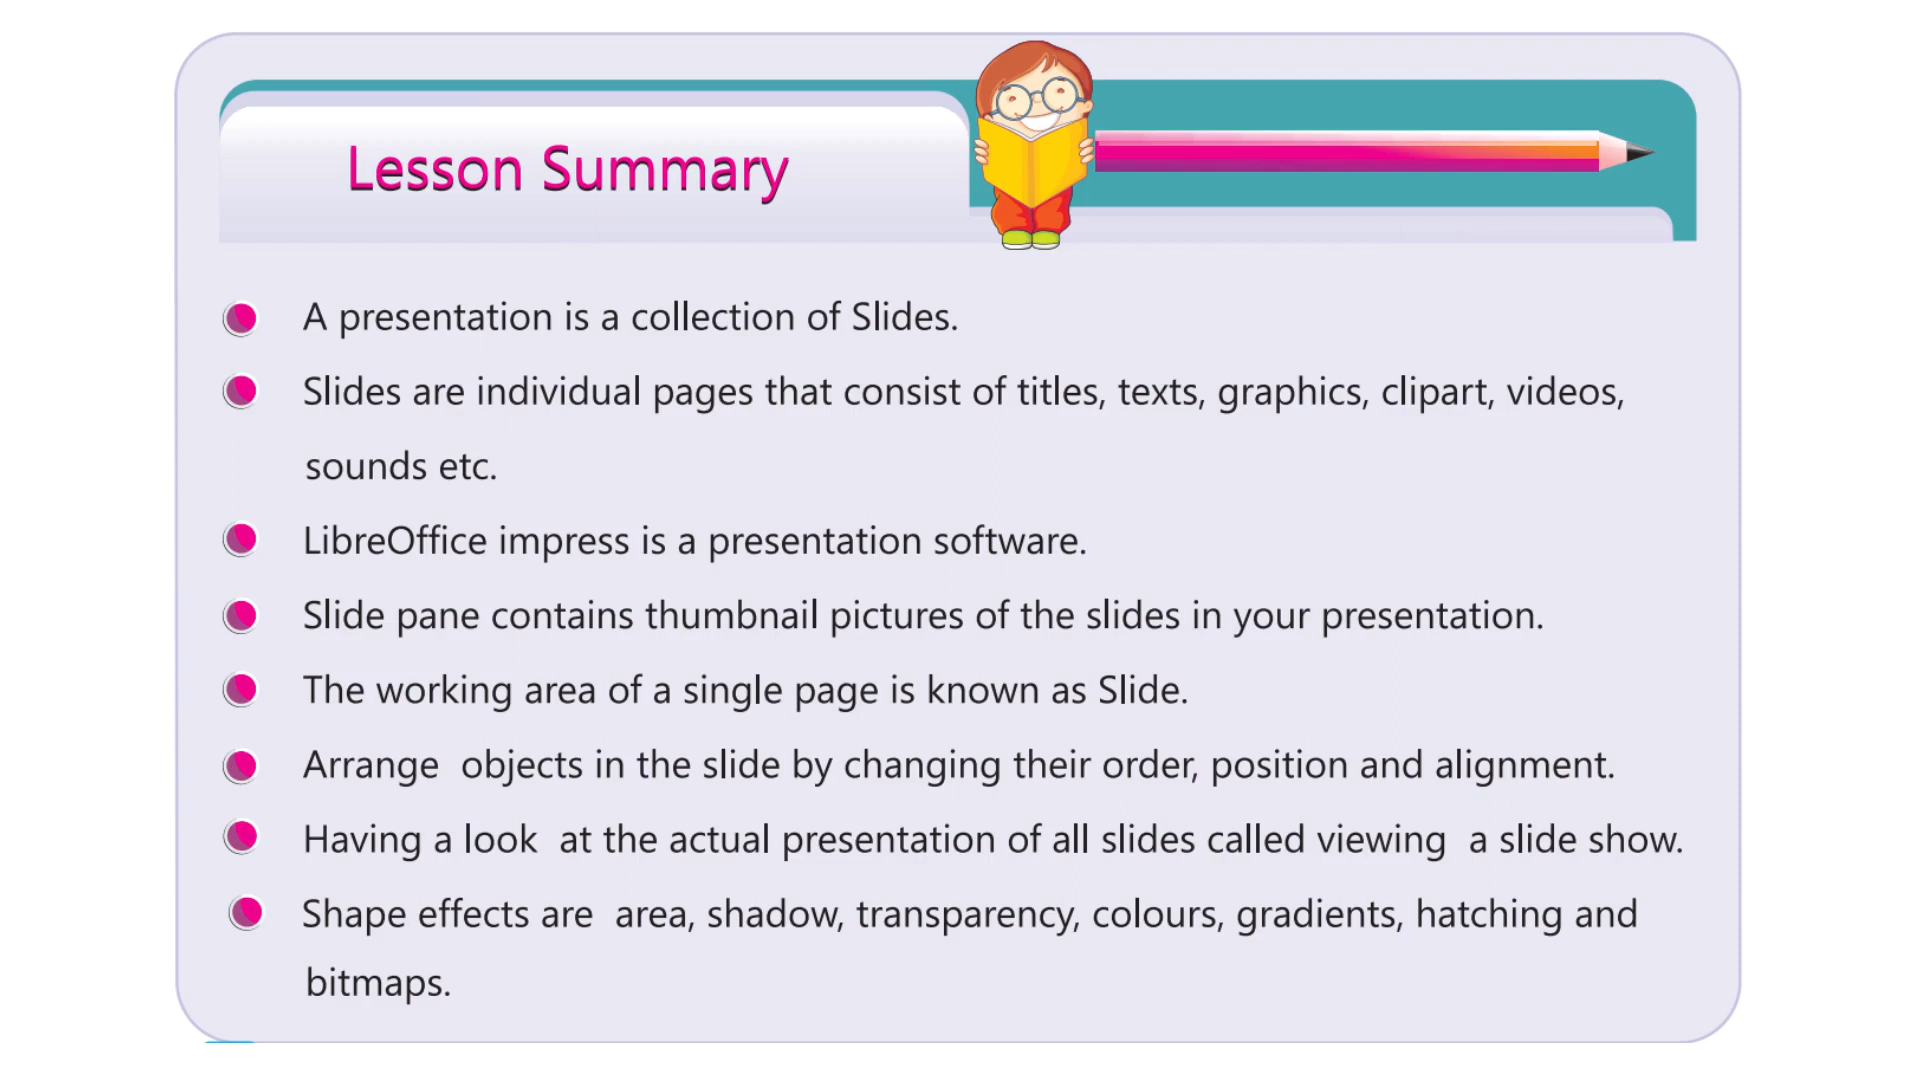 Lesson Summary
A presentation is a collection of Slides.
Slides are individual pages that consist of titles, texts, graphics, clipart, videos,
sounds etc.
LibreOffice impress is a presentation software.
Slide pane contains thumbnail pictures of the slides in your presentation.
The working area of a single page is known as Slide.
Arrange  objects in the slide by changing their order, position and alignment.
Having a look  at the actual presentation of all slides called viewing  a slide show.
Shape effects are  area, shadow, transparency, colours, gradients, hatching and
bitmaps.